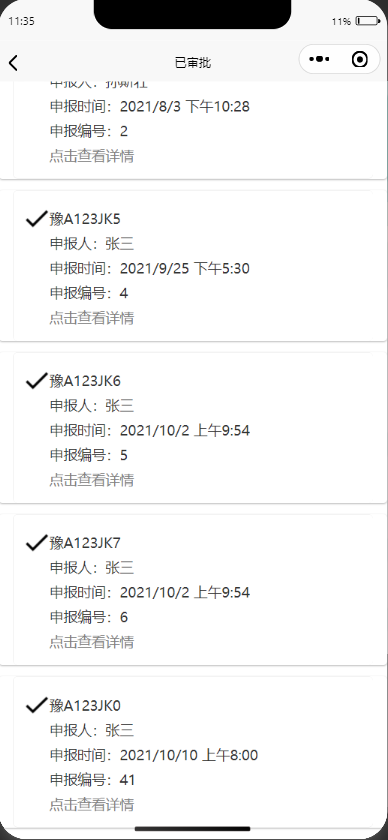 11:35
11%
已审批
申报时间：2021/8/3 下午10:28
申报编号：2
点击查看详情
豫A123JK5
申报人：张三
申报时间：2021/9/25 下午5:30
申报编号：4
点击查看详情
豫A123JK6
申报人：张三
申报时间：2021/10/2 上午9:54
申报编号：5
点击查看详情
豫A123JK7
申报人：张三
申报时间：2021/10/2 上午9:54
申报编号：6
点击查看详情
豫A123JK0
申报人：张三
申报时间：2021/10/10 上午8:00
申报编号：41
点击查看详情